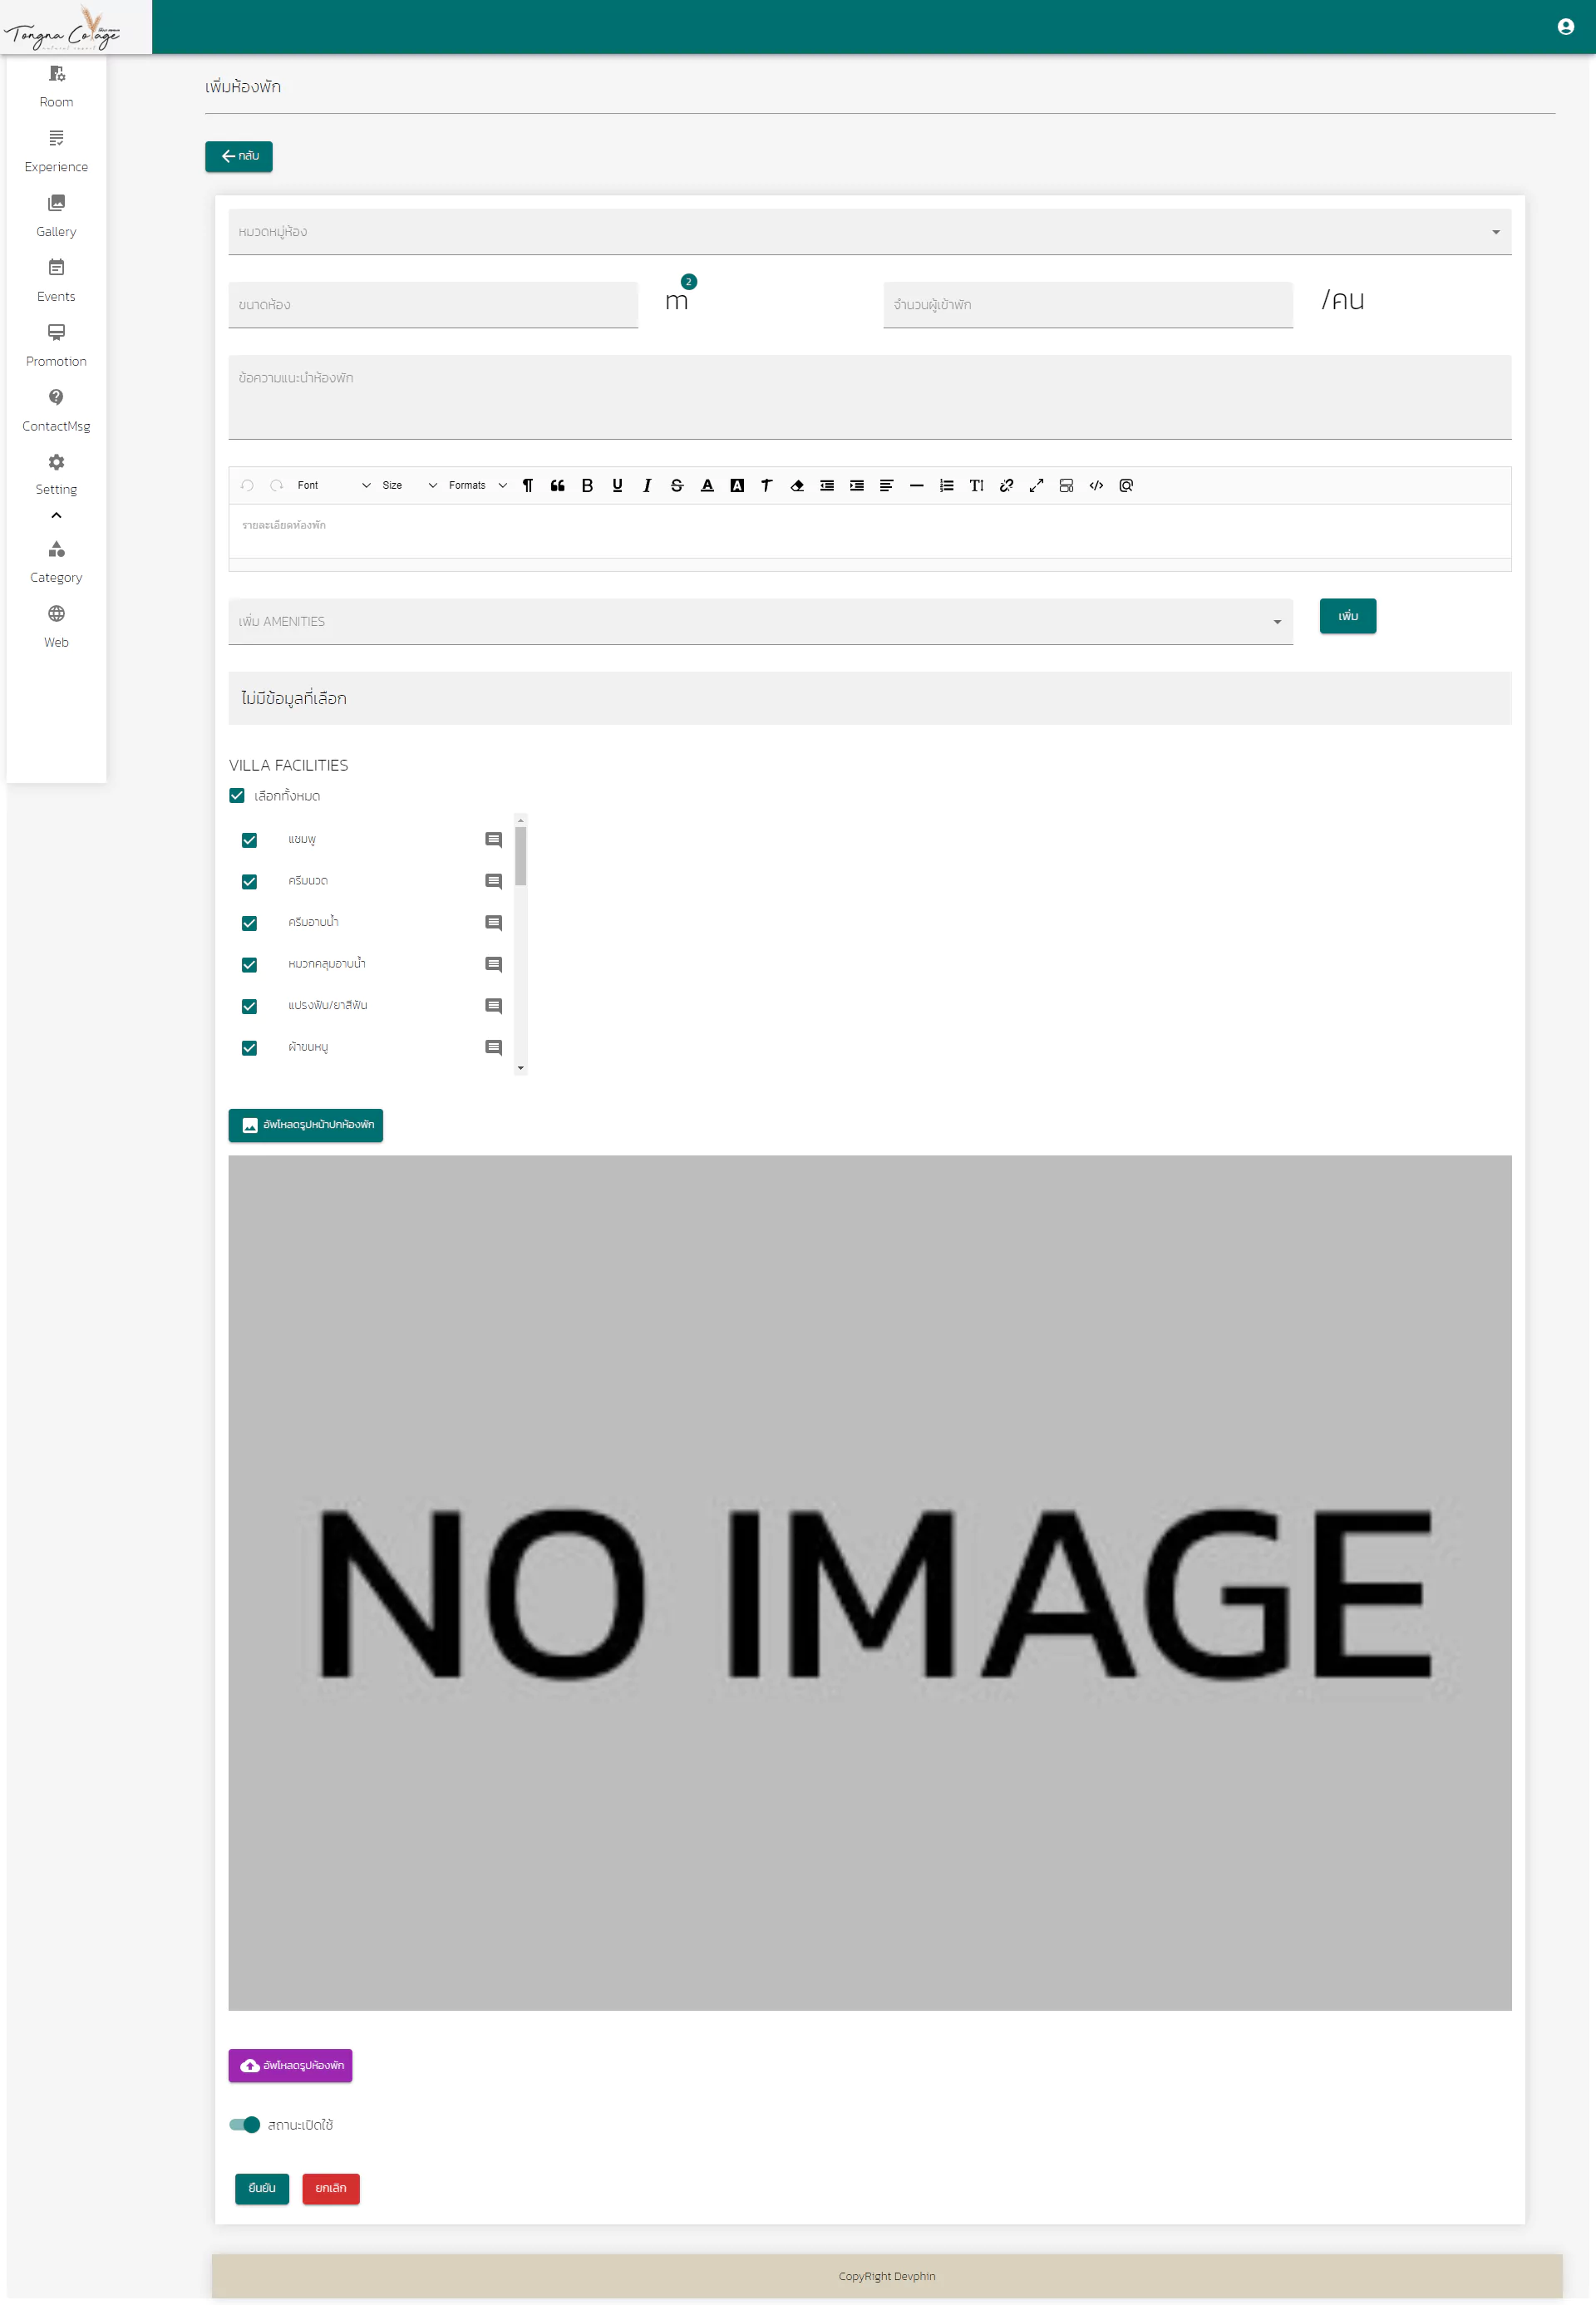 Tongna Cotage
natural resort
เพิ่มห้องพัก
กลับ
Room
Experience
Gallery
Events
Promotion
ContactMsg
Setting
Category
Web
หมวดหมู่ห้อง
ขนาดห้อง
m 2
จำนวนผู้เข้าพัก
/คน
ข้อความแนะนำห้องพัก
Font Size Formats
รายละเอียดห้องพัก
เพิ่ม AMENITIES
เพิ่ม
ไม่มีข้อมูลที่เลือก
VILLA FACILITIES
เลือกทั้งหมด
แชมพู
ครีมนวด
ครีมอาบน้ำ
หมวกคลุมอาบน้ำ
แปรงฟัน/ยาสีฟัน
ผ้าขนหนู
อัพโหลดรูปหน้าปกห้องพัก
NO IMAGE
อัพโหลดรูปห้องพัก
สถานะเปิดใช้
ยืนยัน
ยกเลิก
CopyRight Devphin